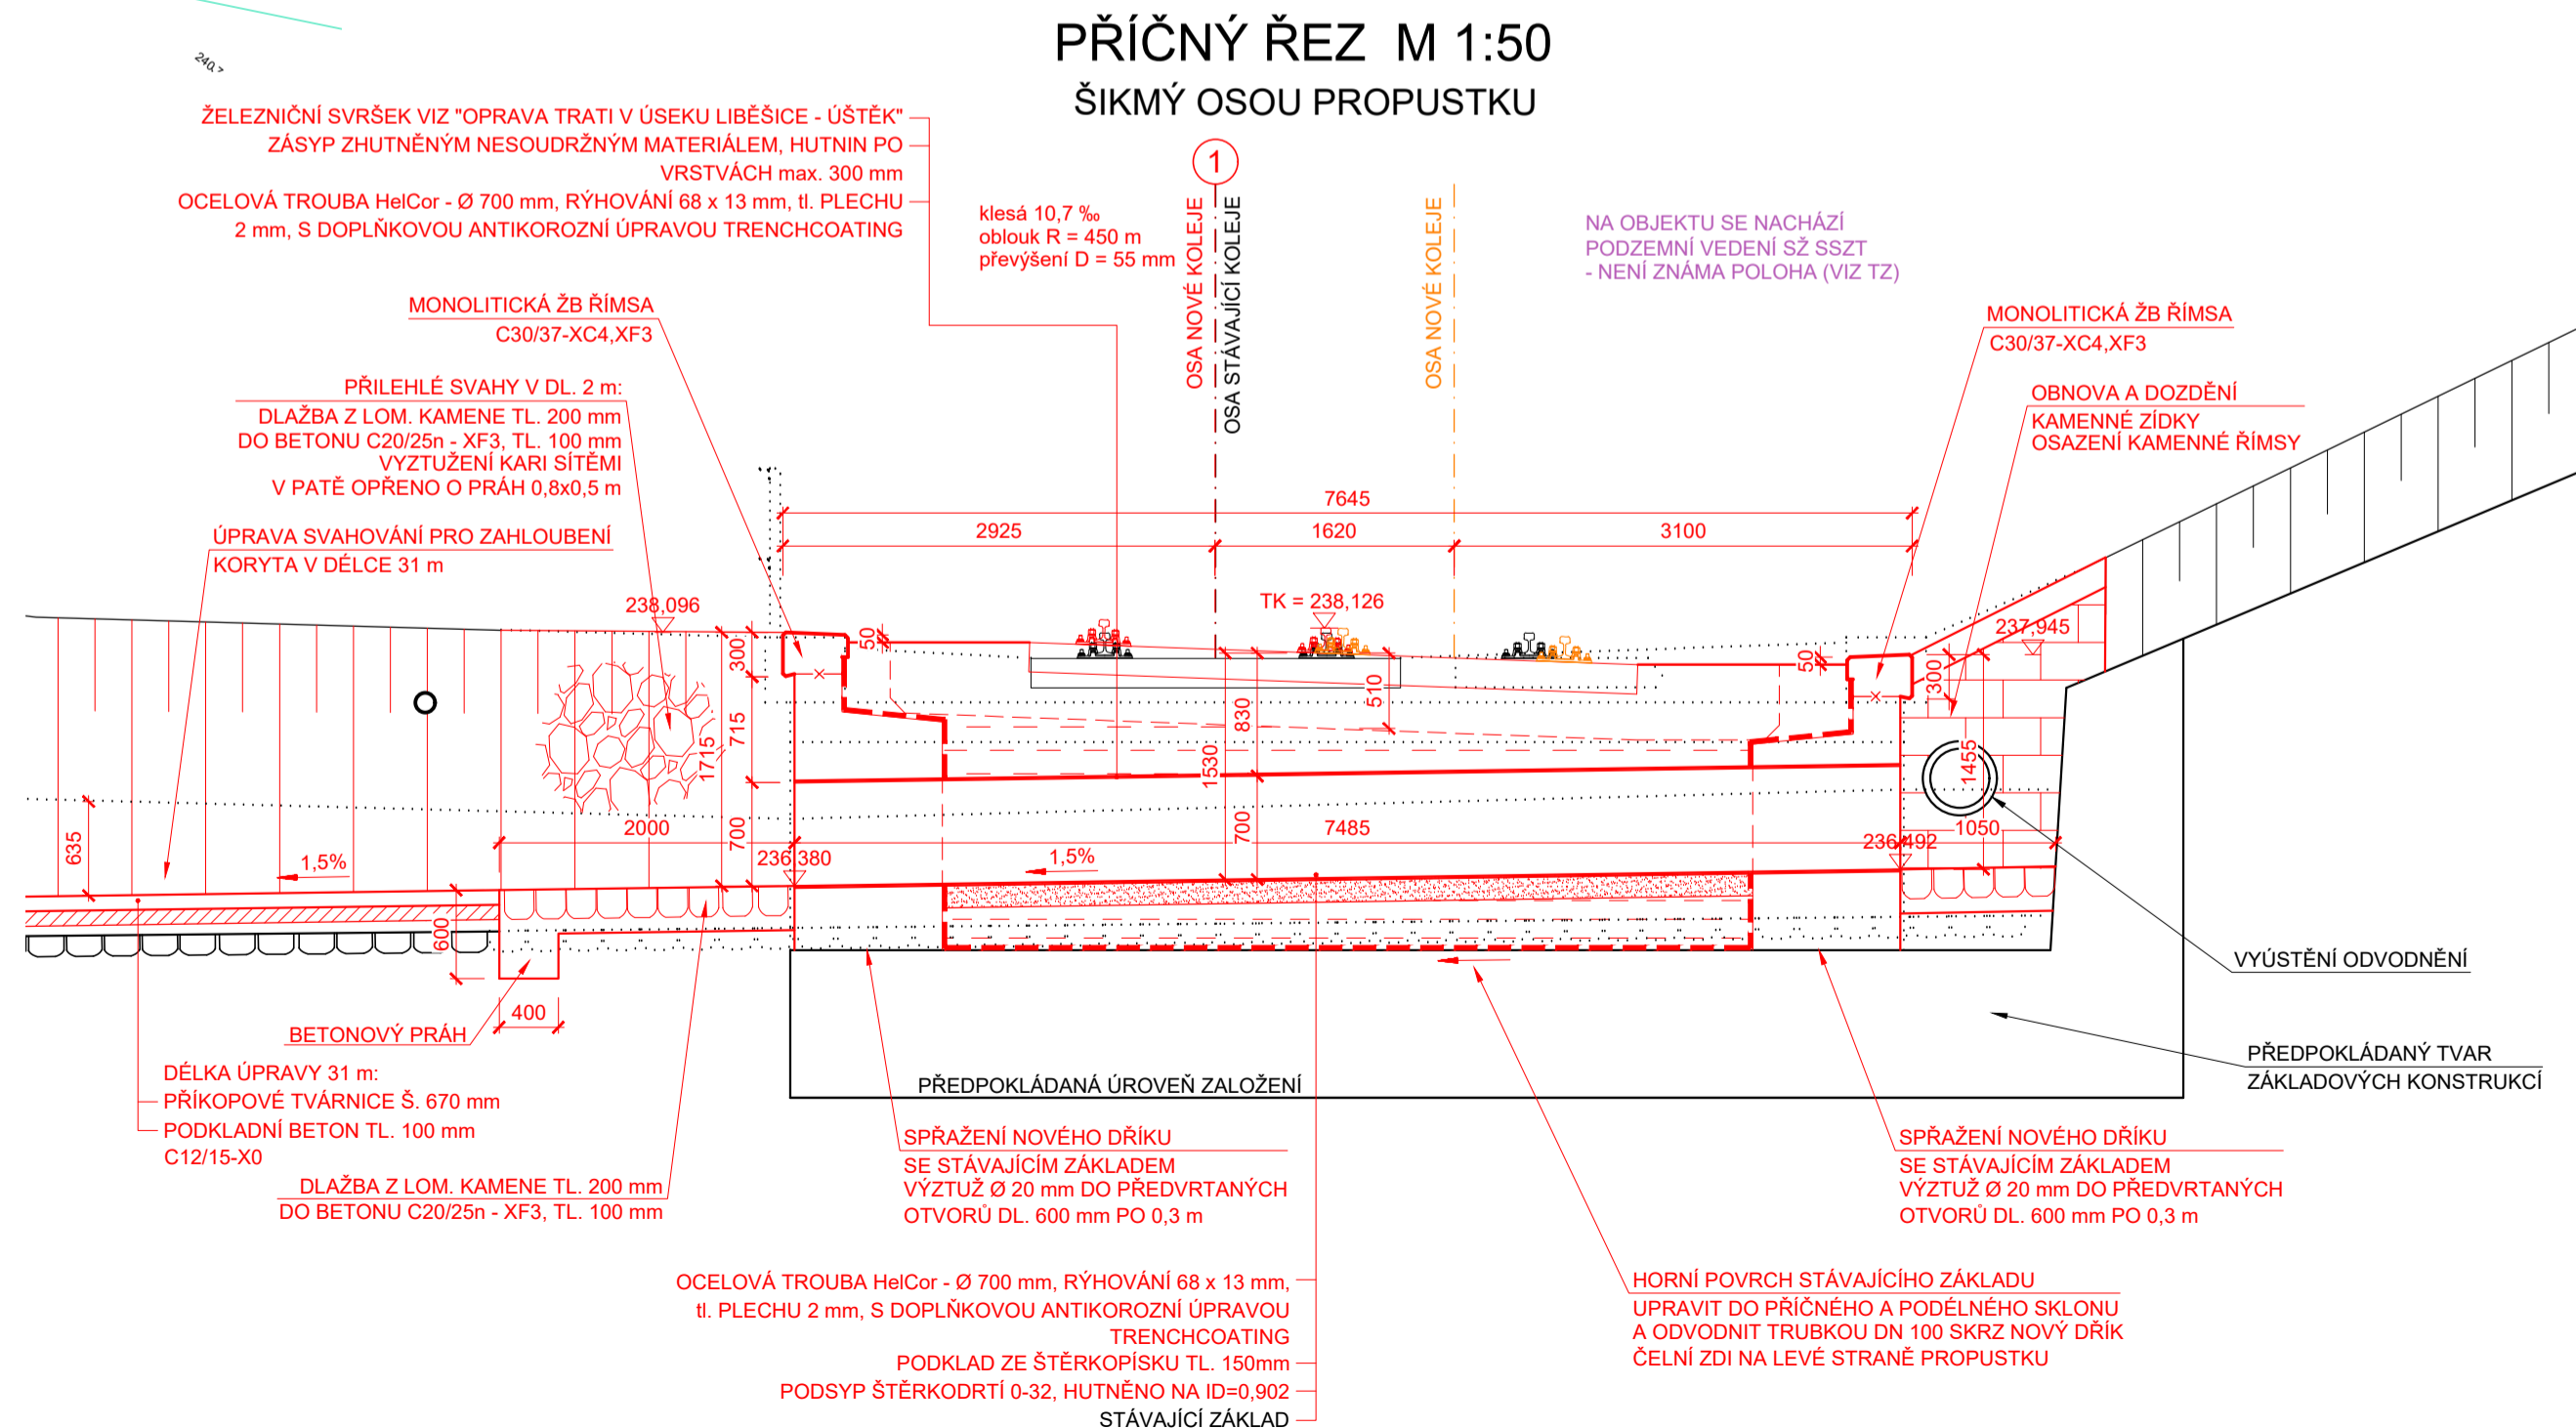 PŘÍČNÝ ŘEZ M 1:50
ŠIKMÝ OSOU PROPUSTKU
240,7
ŽELEZNIČNÍ SVRŠEK VIZ "OPRAVA TRATI V ÚSEKU LIBĚŠICE - ÚŠTĚK"
ZÁSYP ZHUTNĚNÝM NESOUDRŽNÝM MATERIÁLEM, HUTNIN PO
VRSTVÁCH max. 300 mm
OCELOVÁ TROUBA HelCor - Ø 700 mm, RÝHOVÁNÍ 68 x 13 mm, tl. PLECHU
2 mm, S DOPLŇKOVOU ANTIKOROZNÍ ÚPRAVOU TRENCHCOATING
klesá 10,7 ‰
oblouk R = 450 m
převýšení D = 55 mm
1
OSA NOVÉ KOLEJE
OSA STÁVAJÍCÍ KOLEJE
OSA NOVÉ KOLEJE
NA OBJEKTU SE NACHÁZÍ
PODZEMNÍ VEDENÍ SŽ SSZT
- NENÍ ZNÁMA POLOHA (VIZ TZ)
MONOLITICKÁ ŽB ŘÍMSA
C30/37-XC4,XF3
MONOLITICKÁ ŽB ŘÍMSA
C30/37-XC4,XF3
PŘILEHLÉ SVAHY V DL. 2 m:
DLAŽBA Z LOM. KAMENE TL. 200 mm
DO BETONU C20/25n - XF3, TL. 100 mm
VYZTUŽENÍ KARI SÍTĚMI
V PATĚ OPŘENO O PRÁH 0,8x0,5 m
OBNOVA A DOZDĚNÍ
KAMENNÉ ZÍDKY
OSAZENÍ KAMENNÉ ŘÍMSY
ÚPRAVA SVAHOVÁNÍ PRO ZAHLOUBENÍ
KORYTA V DÉLCE 31 m
7645
2925
1620
3100
238,096
TK = 238,126
237,945
300
50
50
300
715
1715
830
510
1530
1455
635
2000
700
700
7485
1050
236,380
236,492
1,5%
1,5%
600
400
VYÚSTĚNÍ ODVODNĚNÍ
BETONOVÝ PRÁH
PŘEDPOKLÁDANÝ TVAR
ZÁKLADOVÝCH KONSTRUKCÍ
PŘEDPOKLÁDANÁ ÚROVEŇ ZALOŽENÍ
DÉLKA ÚPRAVY 31 m:
PŘÍKOPOVÉ TVÁRNICE Š. 670 mm
PODKLADNÍ BETON TL. 100 mm
C12/15-X0
DLAŽBA Z LOM. KAMENE TL. 200 mm
DO BETONU C20/25n - XF3, TL. 100 mm
SPŘAŽENÍ NOVÉHO DŘÍKU
SE STÁVAJÍCÍM ZÁKLADEM
VÝZTUŽ Ø 20 mm DO PŘEDVRTANÝCH
OTVORŮ DL. 600 mm PO 0,3 m
SPŘAŽENÍ NOVÉHO DŘÍKU
SE STÁVAJÍCÍM ZÁKLADEM
VÝZTUŽ Ø 20 mm DO PŘEDVRTANÝCH
OTVORŮ DL. 600 mm PO 0,3 m
OCELOVÁ TROUBA HelCor - Ø 700 mm, RÝHOVÁNÍ 68 x 13 mm,
tl. PLECHU 2 mm, S DOPLŇKOVOU ANTIKOROZNÍ ÚPRAVOU
TRENCHCOATING
PODKLAD ZE ŠTĚRKOPÍSKU TL. 150mm
PODSYP ŠTĚRKODRTÍ 0-32, HUTNĚNO NA ID=0,902
STÁVAJÍCÍ ZÁKLAD
HORNÍ POVRCH STÁVAJÍCÍHO ZÁKLADU
UPRAVIT DO PŘÍČNÉHO A PODÉLNÉHO SKLONU
A ODVODNIT TRUBKOU DN 100 SKRZ NOVÝ DŘÍK
ČELNÍ ZDI NA LEVÉ STRANĚ PROPUSTKU